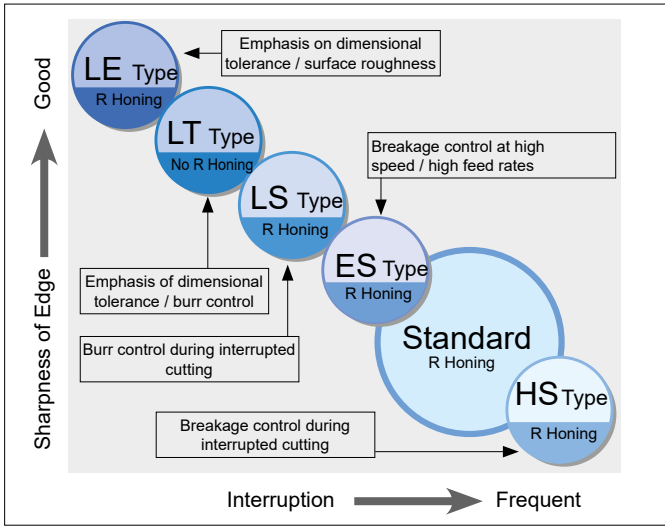 Good
Sharpness of Edge
LE Type
R Honing
Emphasis on dimensional
tolerance / surface roughness
LT Type
No R Honing
LS Type
R Honing
Breakage control at high
speed / high feed rates
ES Type
R Honing
Emphasis of dimensional
tolerance / burr control
Burr control during interrupted
cutting
Standard
R Honing
HS Type
R Honing
Breakage control during
interrupted cutting
Interruption
Frequent